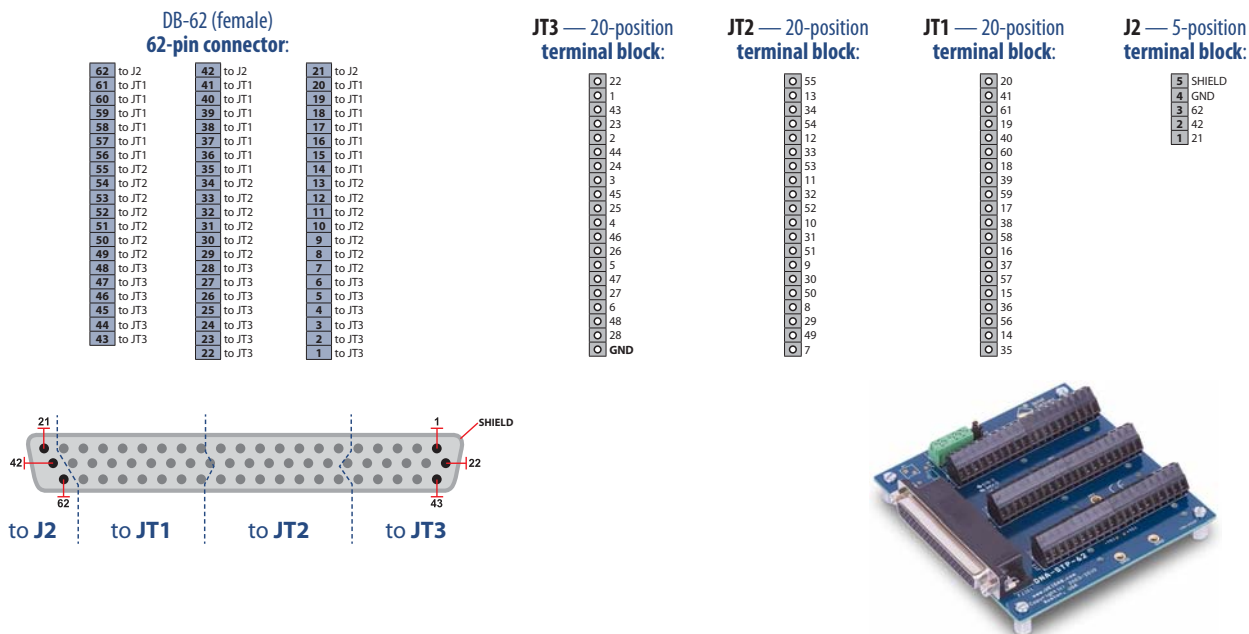 DB-62 (female)
62-pin connector:
62 to J2
61 to JT1
60 to JT1
59 to JT1
58 to JT1
57 to JT1
56 to JT1
55 to JT2
54 to JT2
53 to JT2
52 to JT2
51 to JT2
50 to JT2
49 to JT2
48 to JT3
47 to JT3
46 to JT3
45 to JT3
44 to JT3
43 to JT3
42 to J2
41 to JT1
40 to JT1
39 to JT1
38 to JT1
37 to JT1
36 to JT1
35 to JT1
34 to JT2
33 to JT2
32 to JT2
31 to JT2
30 to JT2
29 to JT2
28 to JT3
27 to JT3
26 to JT3
25 to JT3
24 to JT3
23 to JT3
22 to JT3
21 to J2
20 to JT1
19 to JT1
18 to JT1
17 to JT1
16 to JT1
15 to JT1
14 to JT1
13 to JT2
12 to JT2
11 to JT2
10 to JT2
9 to JT2
8 to JT2
7 to JT2
6 to JT3
5 to JT3
4 to JT3
3 to JT3
2 to JT3
1 to JT3
JT3 — 20-position
terminal block:
22
1
43
23
2
44
24
3
45
25
4
46
26
5
47
27
6
48
28
GND
JT2 — 20-position
terminal block:
55
13
34
54
12
33
53
11
32
52
10
31
51
9
30
50
8
29
49
7
JT1 — 20-position
terminal block:
20
41
61
19
40
60
18
39
59
17
38
58
16
37
57
15
36
56
14
35
J2 — 5-position
terminal block:
5 SHIELD
4 GND
3 62
2 42
1 21
21
1
SHIELD
42
22
62
43
to J2
to JT1
to JT2
to JT3
DNA-STP-62